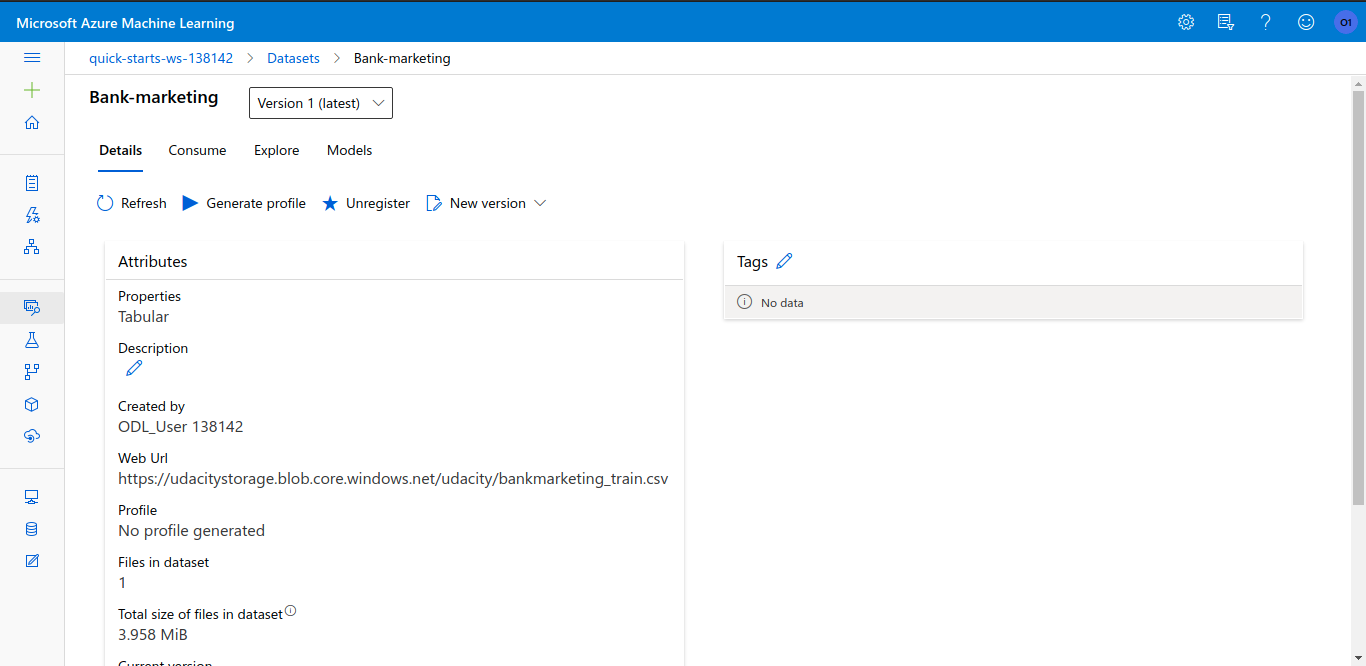 Microsoft Azure Machine Learning
O1
quick-starts-ws-138142 > Datasets > Bank-marketing
Bank-marketing
Version 1 (latest)
Details Consume Explore Models
Refresh Generate profile Unregister New version
Attributes
Properties
Tabular
Description
Created by
ODL_User 138142
Web Url
https://udacitystorage.blob.core.windows.net/udacity/bankmarketing_train.csv
Profile
No profile generated
Files in dataset
1
Total size of files in dataset
3.958 MiB
Current version
Tags
No data